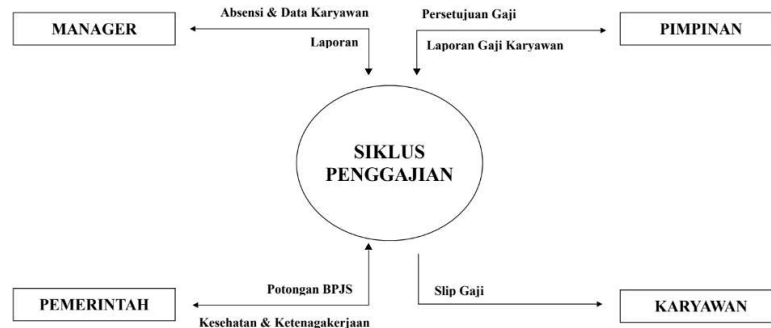 Absensi & Data Karyawan
MANAGER
Laporan
Persetujuan Gaji
PIMPINAN
Laporan Gaji Karyawan
SIKLUS
PENGGAJIAN
Potongan BPJS
PEMERINTAH
Kesehatan & Ketenagakerjaan
Slip Gaji
KARYAWAN